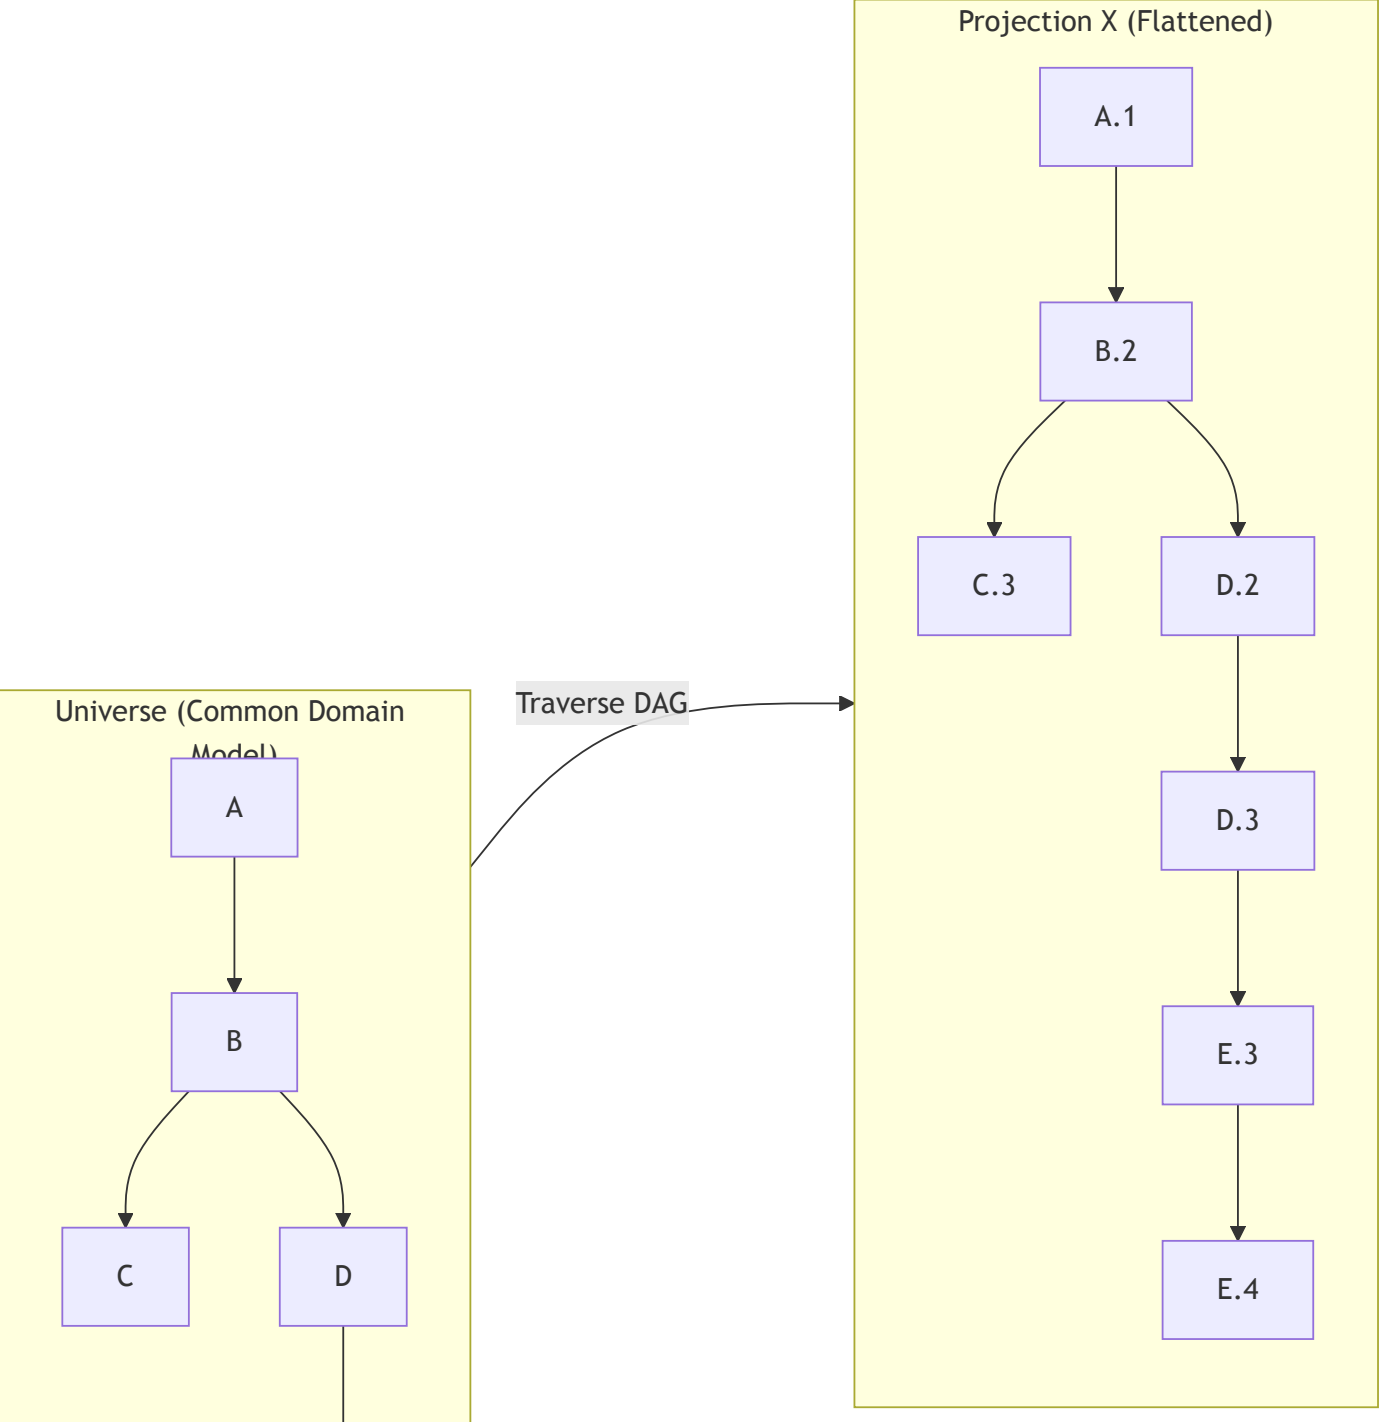 Projection X (Flattened)
A.1
B.2
C.3
D.2
D.3
E.3
E.4
Traverse DAG
Universe (Common Domain
Model)
A
B
C
D